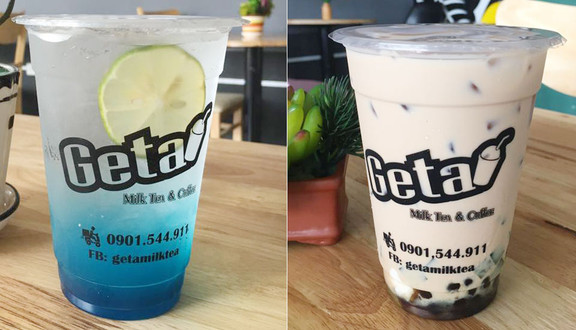 Geta
Milk Tea & Coffee
0901.544.911
FB: getamilktea
Geta
Milk Tea & Coffee
0901.544.911
FB: getamilktea